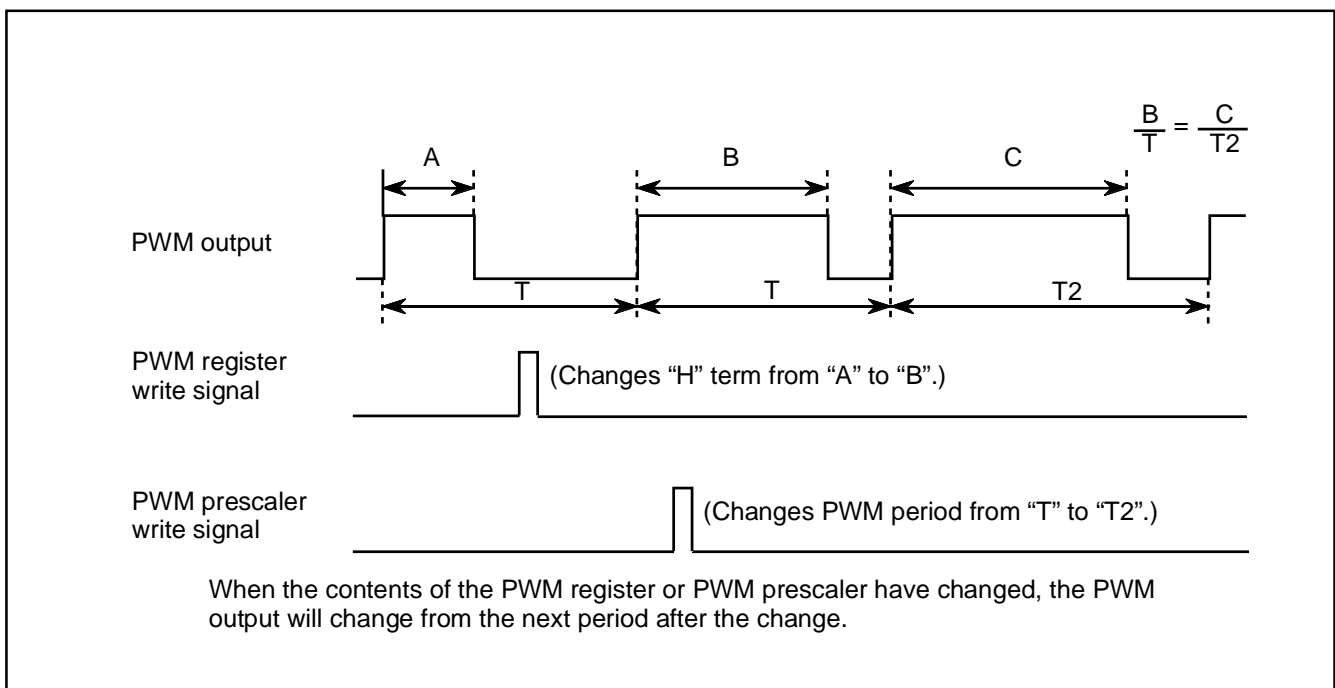 B = C
T T2
A B C
PWM output
T T T2
PWM register
write signal
(Changes “H” term from “A” to “B”.)
PWM prescaler
write signal
(Changes PWM period from “T” to “T2”.)
When the contents of the PWM register or PWM prescaler have changed, the PWM
output will change from the next period after the change.